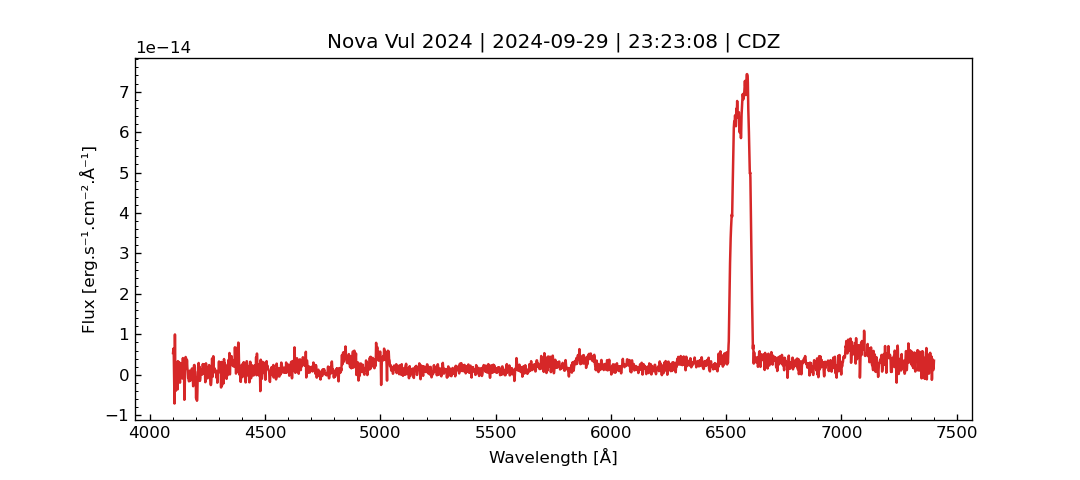 Nova Vul 2024 | 2024-09-29 | 23:23:08 | CDZ
1e−14
7
6
5
4
3
2
1
0
−1
4000 4500 5000 5500 6000 6500 7000 7500
Wavelength [Å]
Flux [erg.s⁻¹.cm⁻².Å⁻¹]